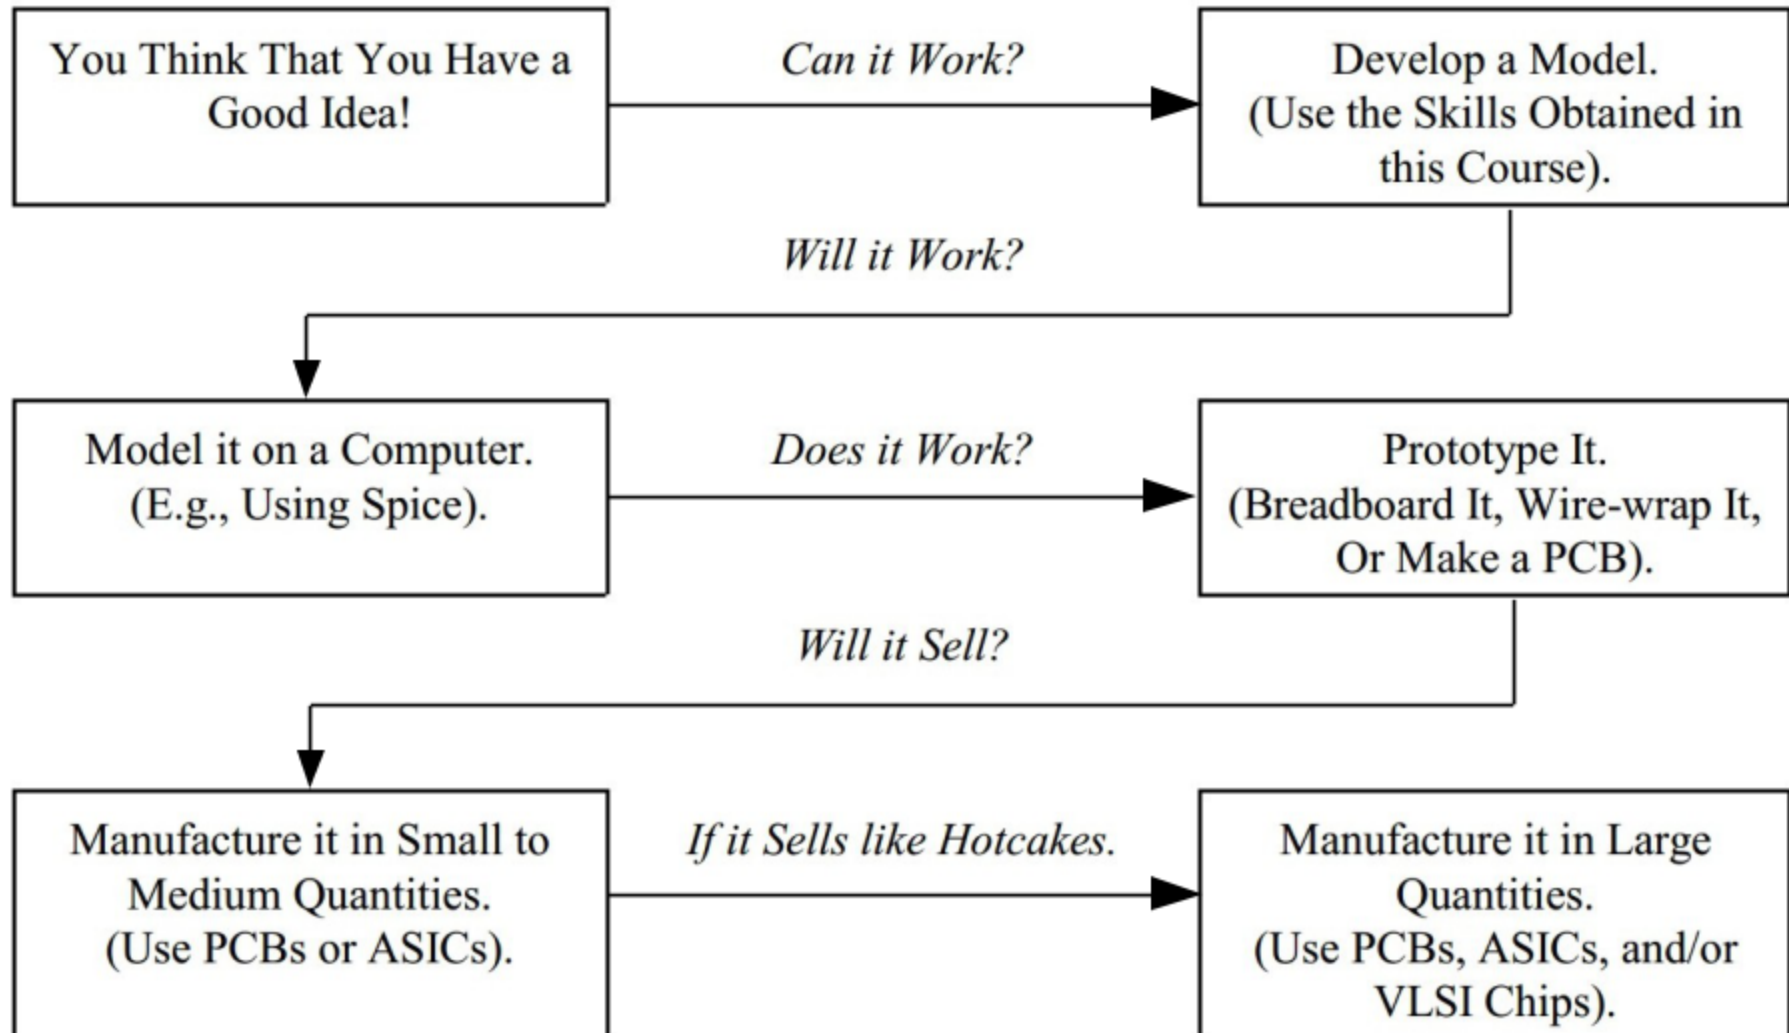 You Think That You Have a
Good Idea!
Can it Work?
Develop a Model.
(Use the Skills Obtained in
this Course).
Will it Work?
Model it on a Computer.
(E.g., Using Spice).
Does it Work?
Prototype It.
(Breadboard It, Wire-wrap It,
Or Make a PCB).
Will it Sell?
Manufacture it in Small to
Medium Quantities.
(Use PCBs or ASICs).
If it Sells like Hotcakes.
Manufacture it in Large
Quantities.
(Use PCBs, ASICs, and/or
VLSI Chips).